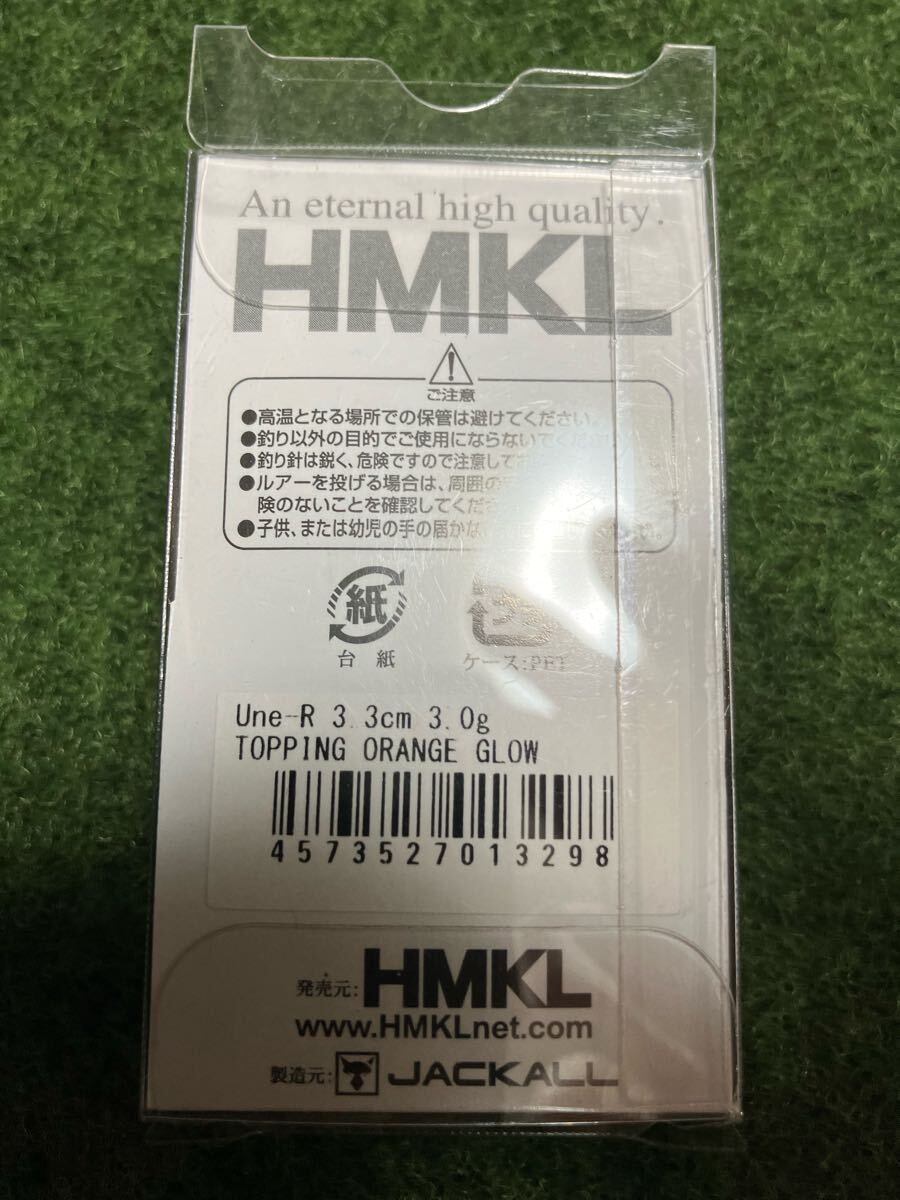 An eternal high quality.
HMKL
ご注意
●高温となる場所での保管は避けてください。
●釣り以外の目的でご使用にならないでくだ
●釣り針は鋭く、危険ですので注意して
●ルアーを投げる場合は、周囲の
険のないことを確認してくださ
●子供、または幼児の手の届かな
紙
台紙
ケース:PET
Une-R 3.3cm 3.0g
TOPPING ORANGE GLOW
4573527013298
発売元:HMKL
www.HMKLnet.com
製造元: JACKALL